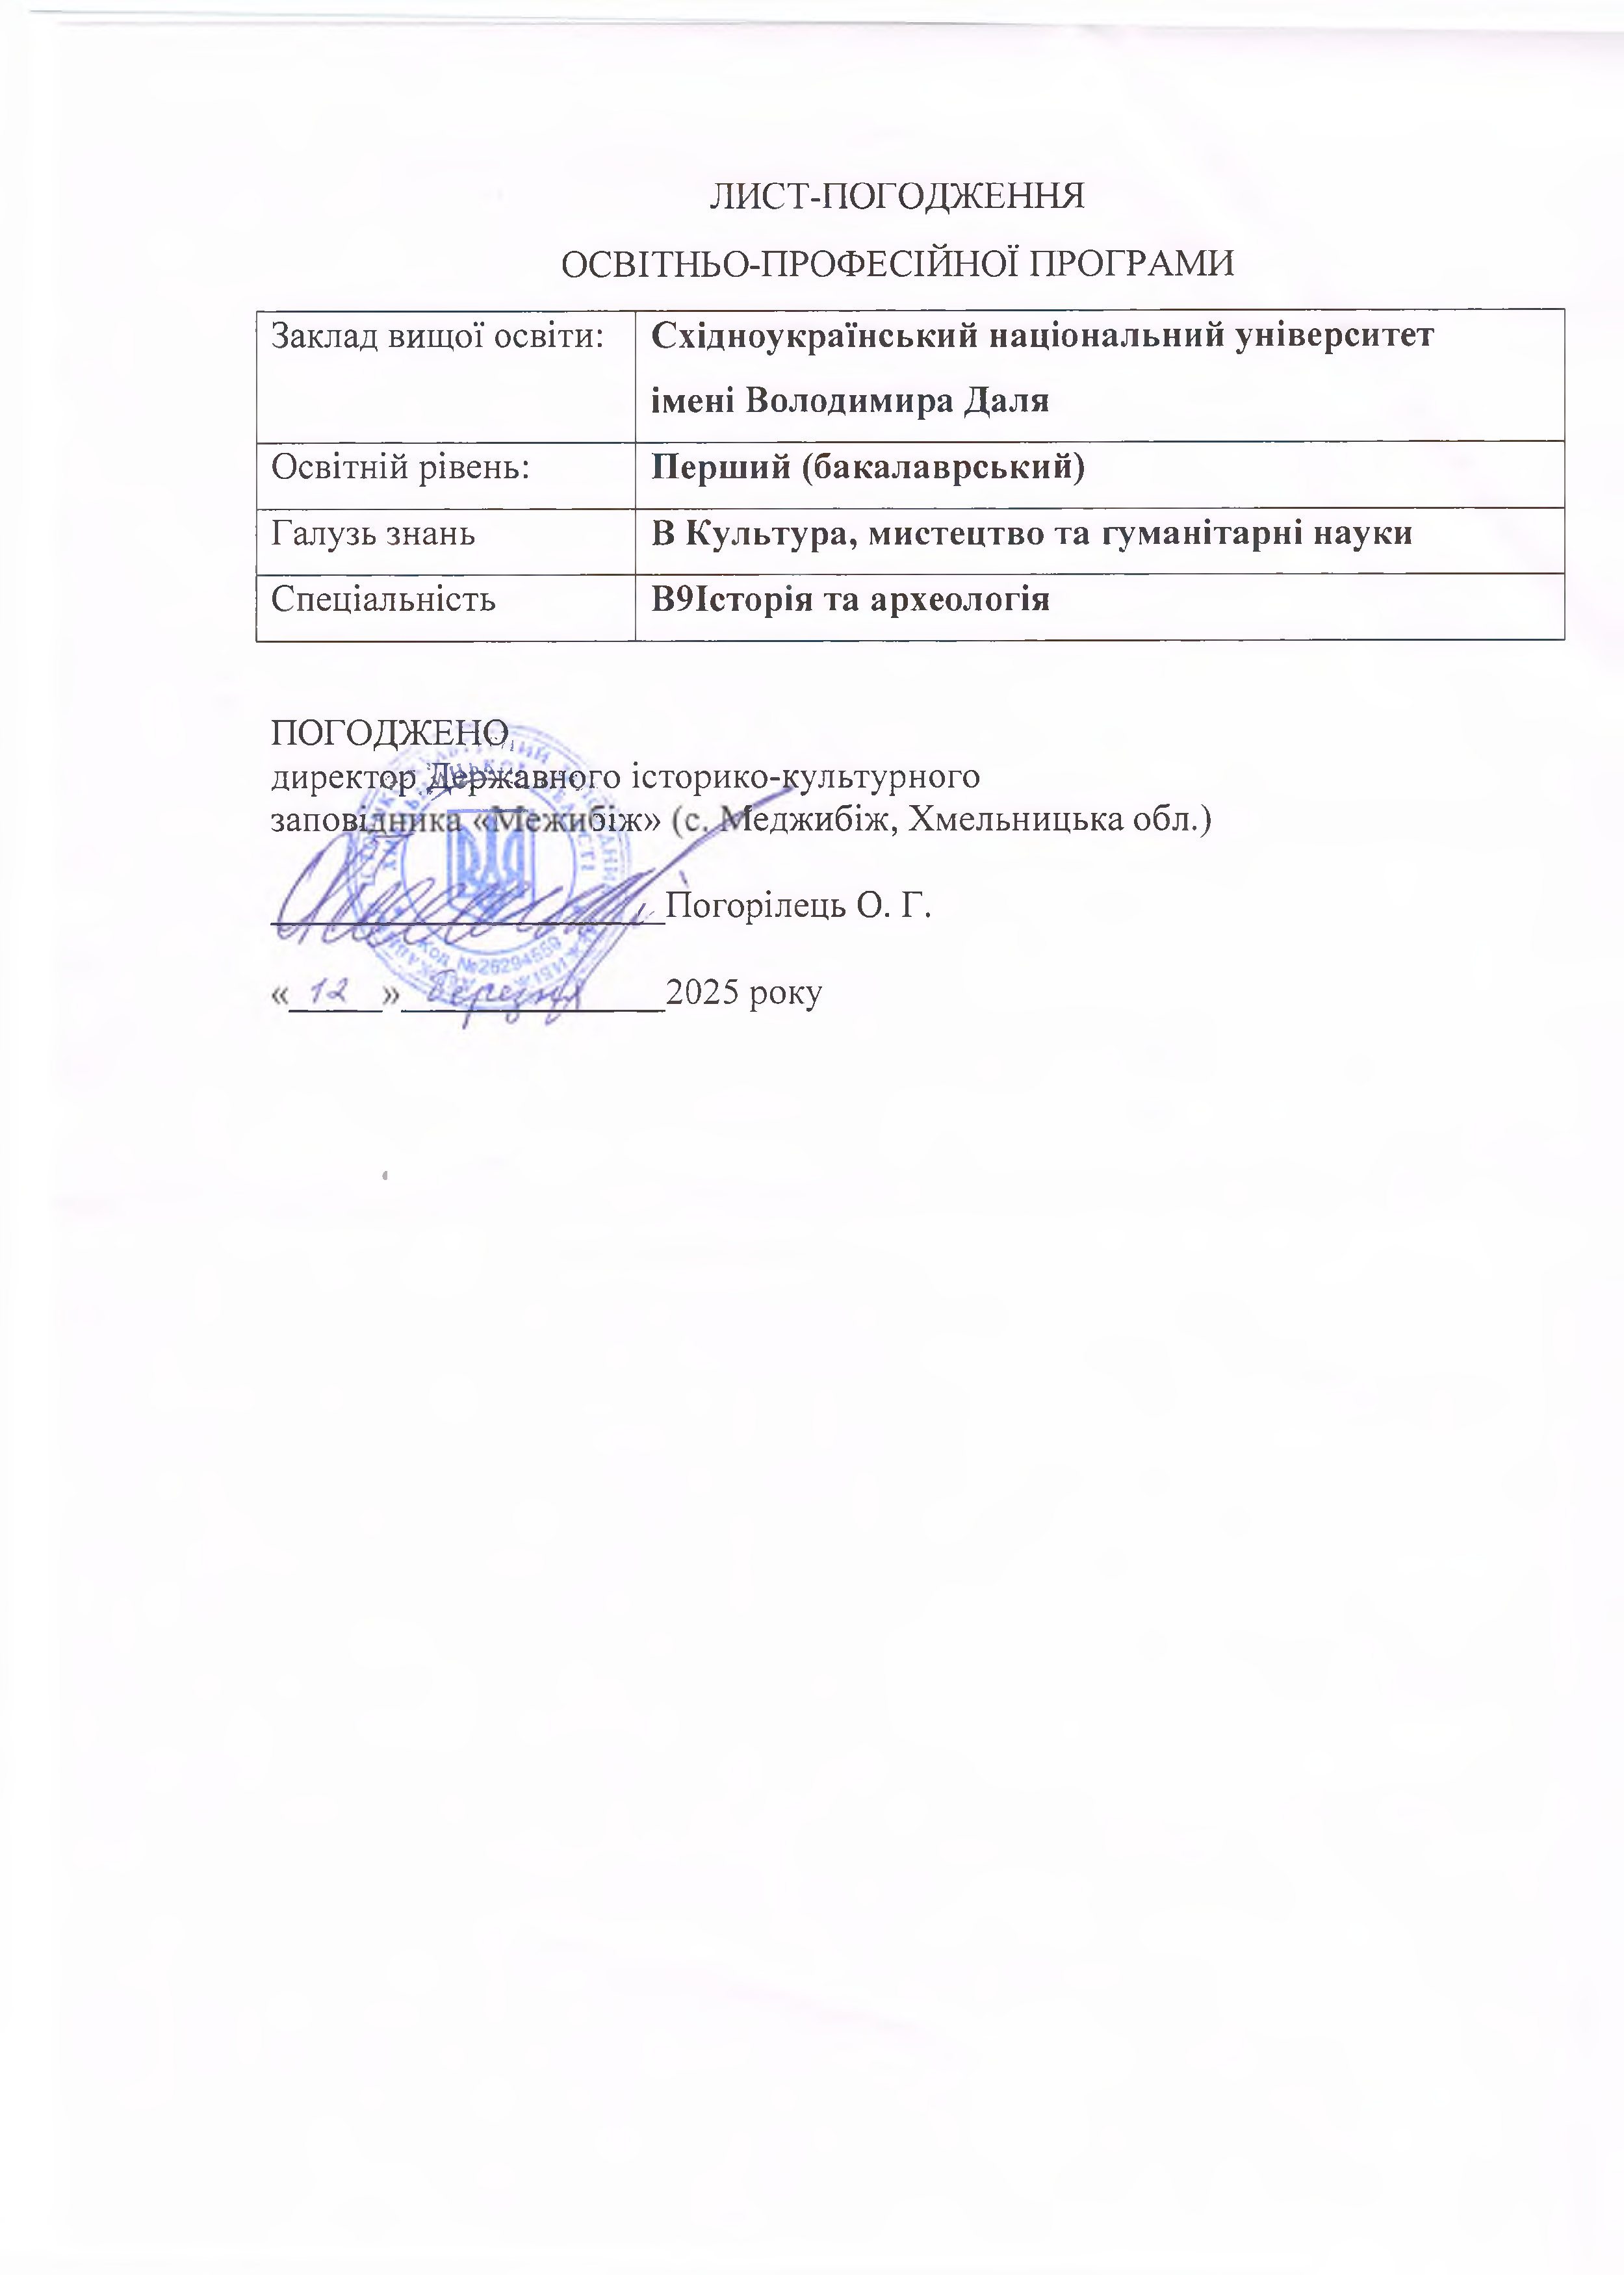 ЛИСТ-ПОГОДЖЕННЯ
ОСВІТНЬО-ПРОФЕСІЙНОЇ ПРОГРАМИ
Заклад вищої освіти: Східноукраїнський національний університет
імені Володимира Даля
Освітній рівень: Перший (бакалаврський)
Галузь знань В Культура, мистецтво та гуманітарні науки
Спеціальність В9Історія та археологія
ПОГОДЖЕНО
директор Державного історико-культурного
заповідника «Межибіж» (с. Меджибіж, Хмельницька обл.)
Погорілець О. Г.
« 12 » березня 2025 року
Код №